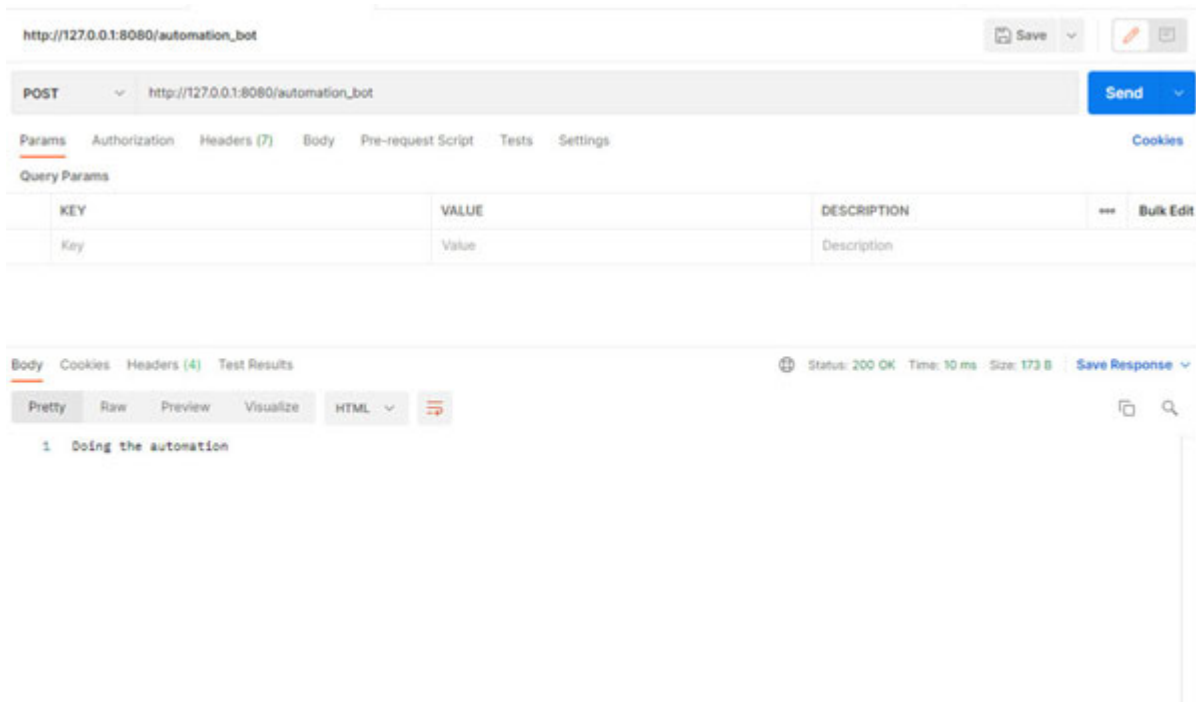 http://127.0.0.1:8080/automation_bot Save
POST http://127.0.0.1:8080/automation_bot Send
Params Authorization Headers (7) Body Pre-request Script Tests Settings Cookies
Query Params
KEY VALUE DESCRIPTION Bulk Edit
Key Value Description
Body Cookies Headers (4) Test Results Status: 200 OK Time: 10 ms Size: 173 B Save Response
Pretty Raw Preview Visualize HTML
1 Doing the automation